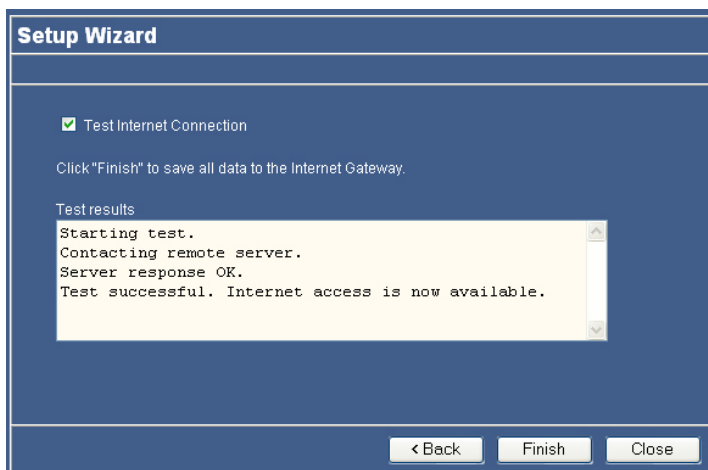 Setup Wizard
Test Internet Connection
Click "Finish" to save all data to the Internet Gateway.
Test results
Starting test.
Contacting remote server.
Server response OK.
Test successful. Internet access is now available.
< Back
Finish
Close